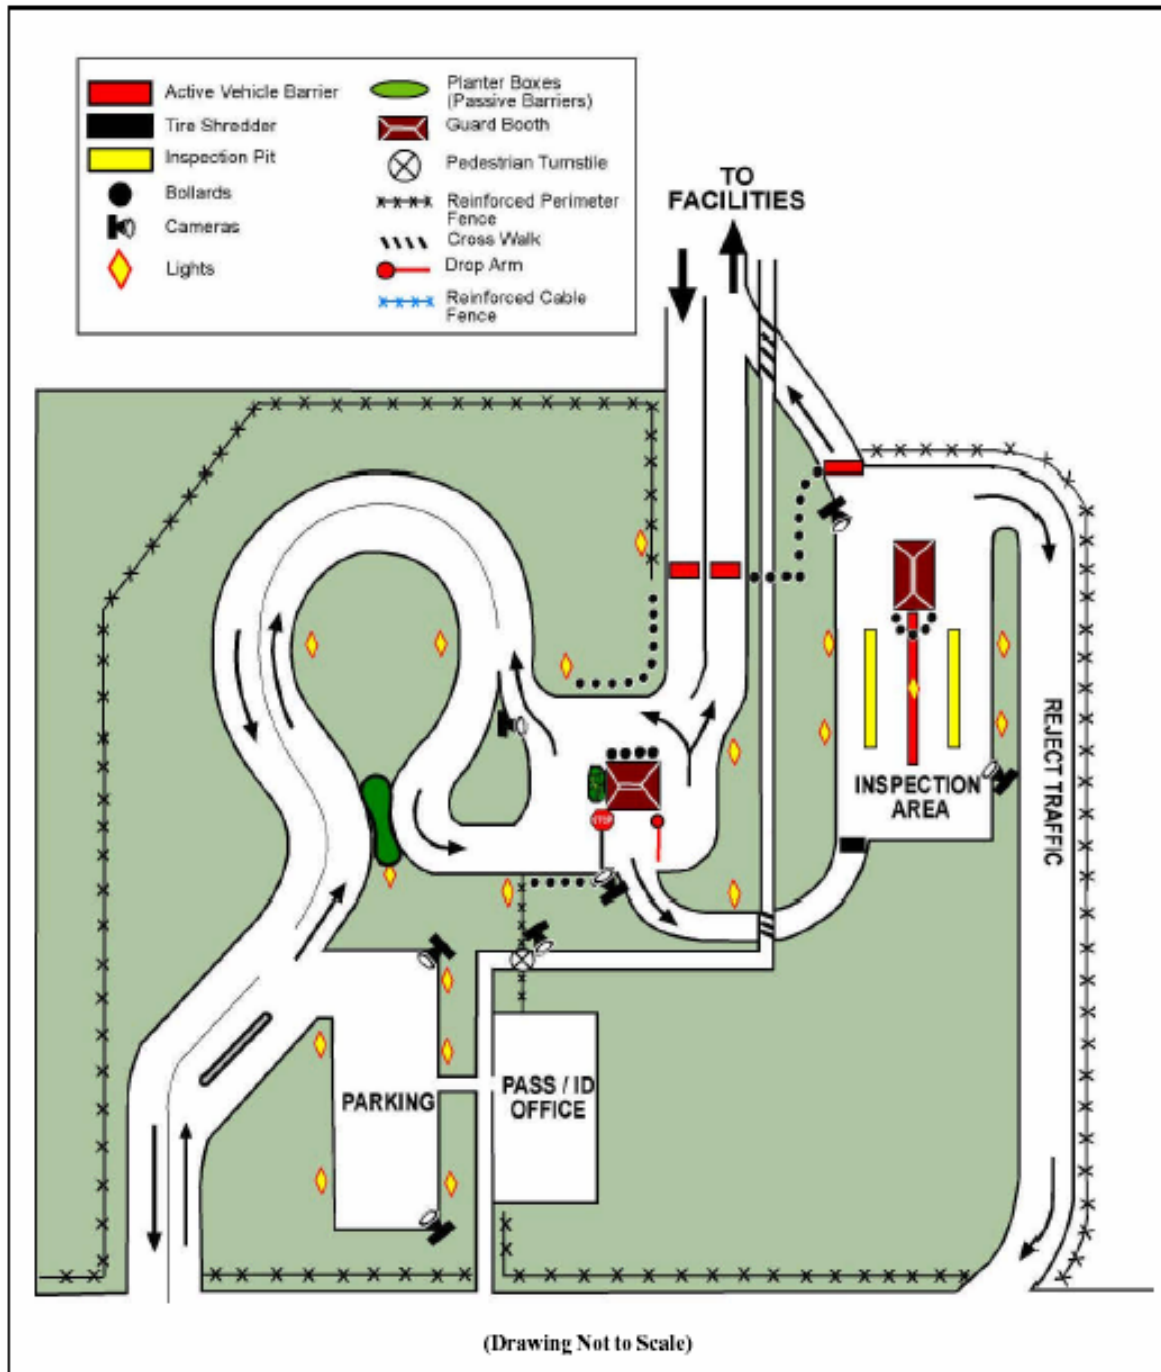 Active Vehicle Barrier
Tire Shredder
Inspection Pit
Bollards
Cameras
Lights
Planter Boxes
(Passive Barriers)
Guard Booth
Pedestrian Turnstile
Reinforced Perimeter
Fence
Cross Walk
Drop Arm
Reinforced Cable
Fence
TO
FACILITIES
STOP
INSPECTION
AREA
REJECT TRAFFIC
PARKING
PASS / ID
OFFICE
(Drawing Not to Scale)